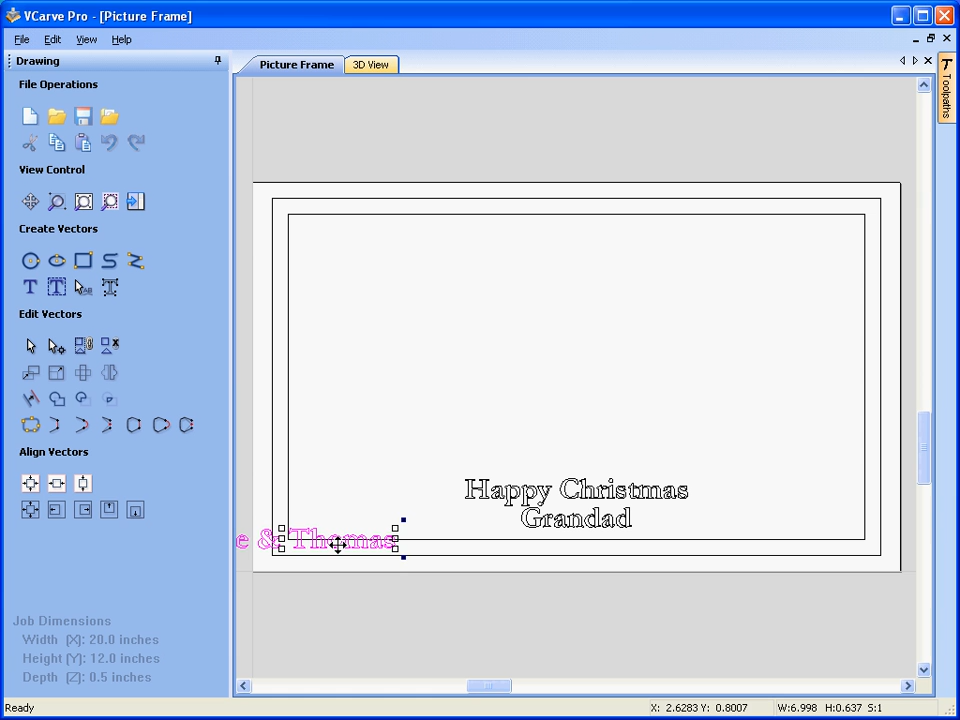 VCarve Pro - [Picture Frame]
File Edit View Help
Drawing
Picture Frame 3D View
Toolpaths
File Operations
View Control
Create Vectors
Edit Vectors
Align Vectors
Happy Christmas
Grandad
e & Thomas
Job Dimensions
Width (X): 20.0 inches
Height (Y): 12.0 inches
Depth (Z): 0.5 inches
Ready X: 2.6283 Y: 0.8007 W:6.998 H:0.637 S:1